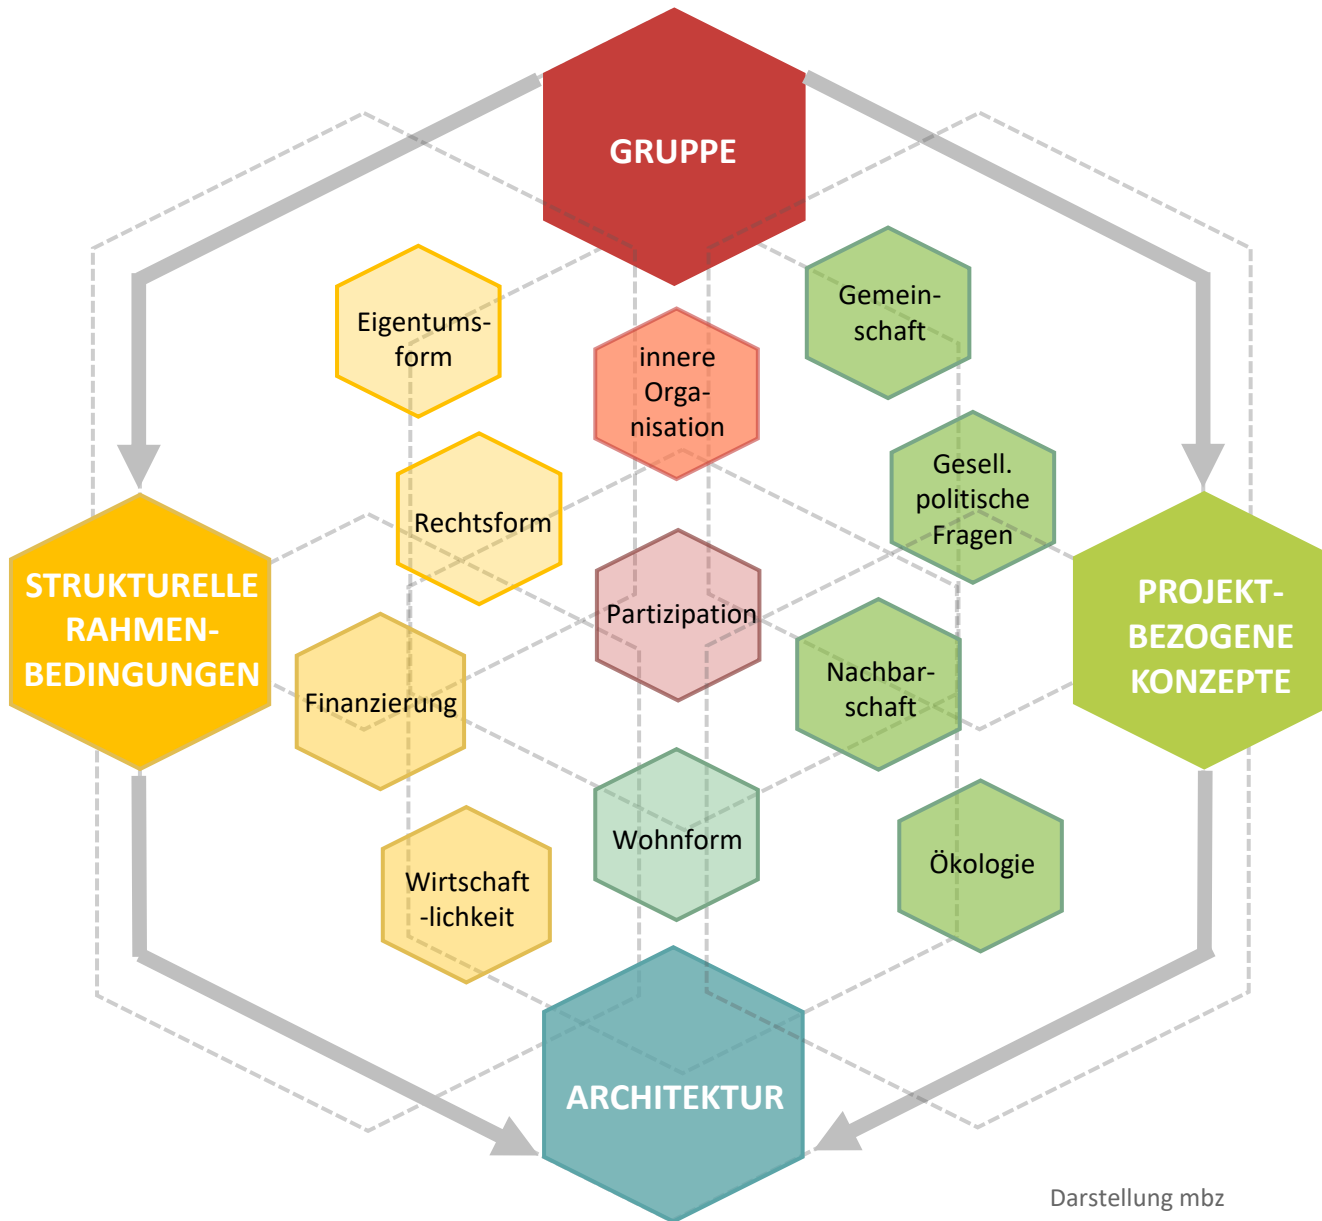 GRUPPE
Eigentums-
form
innere
Orga-
nisation
Gemein-
schaft
Rechtsform
Gesell.
politische
Fragen
STRUKTURELLE
RAHMEN-
BEDINGUNGEN
Partizipation
PROJEKT-
BEZOGENE
KONZEPTE
Finanzierung
Nachbar-
schaft
Wirtschaft
-lichkeit
Wohnform
Ökologie
ARCHITEKTUR
Darstellung mbz